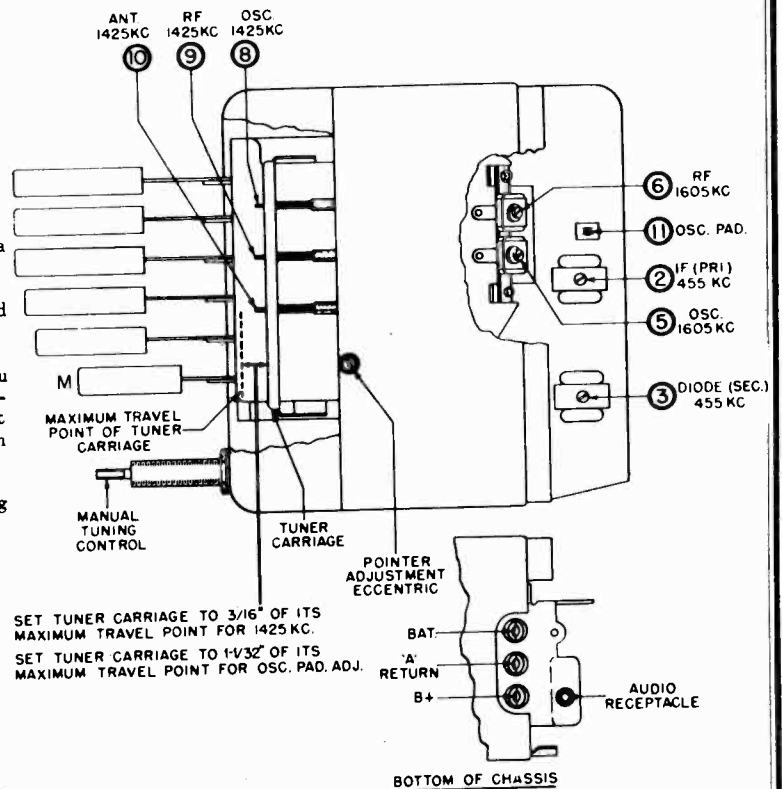 ANT. 1425KC
10
RF 1425KC
9
OSC. 1425KC
8
6
RF
1605KC
11 OSC. PAD.
2 IF (PRI)
455 KC
5
OSC.
1605KC
3 DIODE (SEC.)
455 KC
M
MAXIMUM TRAVEL
POINT OF TUNER
CARRIAGE
MANUAL
TUNING
CONTROL
TUNER
CARRIAGE
POINTER
ADJUSTMENT
ECCENTRIC
SET TUNER CARRIAGE TO 3/16" OF ITS
MAXIMUM TRAVEL POINT FOR 1425 KC.
SET TUNER CARRIAGE TO 1-1/32" OF ITS
MAXIMUM TRAVEL POINT FOR OSC. PAD. ADJ.
BAT.
'A'
RETURN
B+
AUDIO
RECEPTACLE
BOTTOM OF CHASSIS